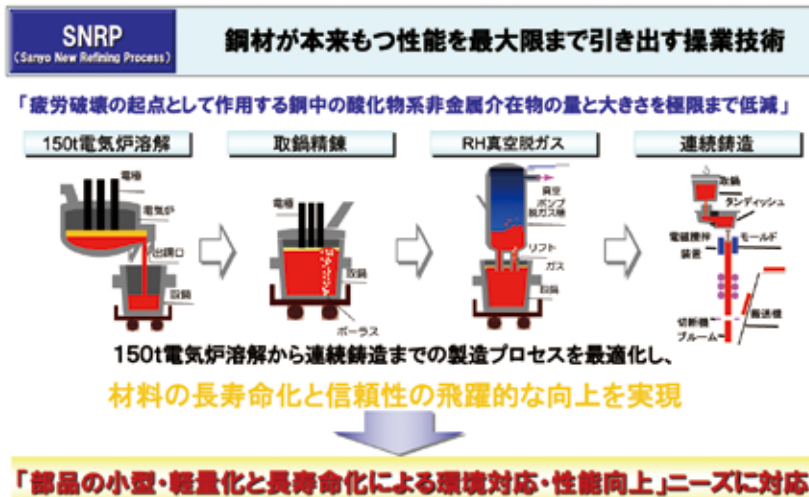 SNRP
(Sanyo New Refining Process)
鋼材が本来もつ性能を最大限まで引き出す操業技術
「疲労破壊の起点として作用する鋼中の酸化物系非金属介在物の量と大きさを極限まで低減」
150t電気炉溶解
取鍋精錬
RH真空脱ガス
連続鋳造
電極
電気炉
出鋼口
取鍋
電極
取鍋
ポーラス
真空
ポンプ
脱ガス槽
リフト
ガス
取鍋
取鍋
タンディッシュ
電磁攪拌
装置
モールド
切断機
ブルーム
搬送機
150t電気炉溶解から連続鋳造までの製造プロセスを最適化し、
材料の長寿命化と信頼性の飛躍的な向上を実現
「部品の小型・軽量化と長寿命化による環境対応・性能向上」ニーズに対応